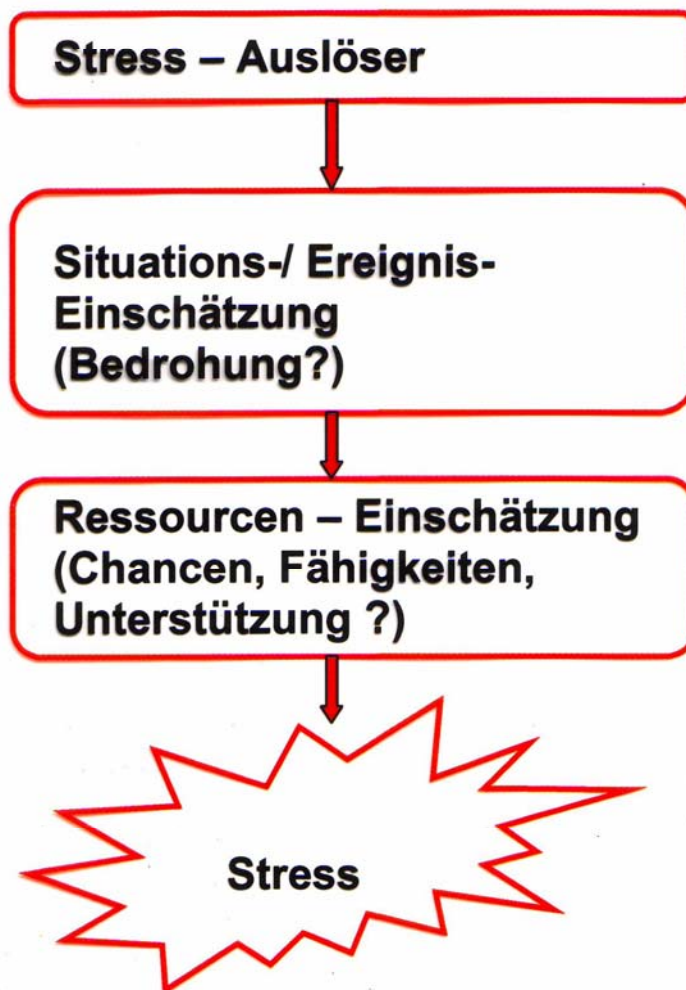 Stress – Auslöser
Situations-/ Ereignis-
Einschätzung
(Bedrohung?)
Ressourcen – Einschätzung
(Chancen, Fähigkeiten,
Unterstützung ?)
Stress